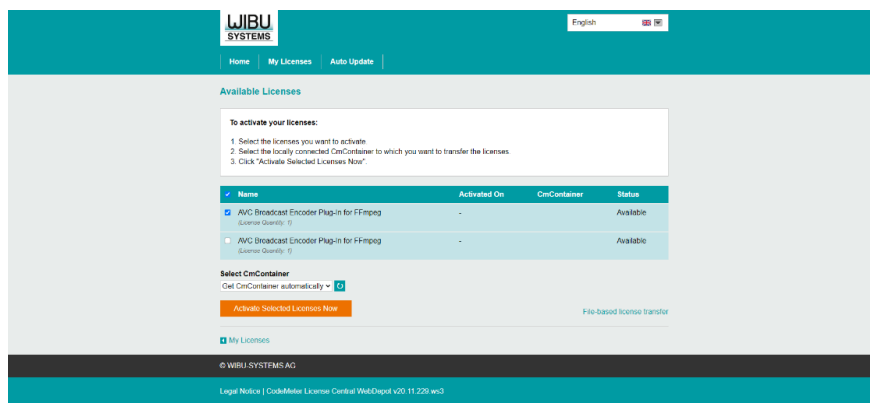 WIBU
SYSTEMS
English
Home My Licenses Auto Update
Available Licenses
To activate your licenses:
1. Select the licenses you want to activate
2. Select the locally connected CmContainer to which you want to transfer the licenses
3. Click "Activate Selected Licenses Now".
Name Activated On CmContainer Status
AVC Broadcast Encoder Plug-In for FFmpeg - Available
(License Quantity: 1)
AVC Broadcast Encoder Plug-In for FFmpeg - Available
(License Quantity: 1)
Select CmContainer
Get CmContainer automatically
Activate Selected Licenses Now
File-based license transfer
My Licenses
© WIBU-SYSTEMS AG
Legal Notice | CodeMeter License Central WebDepot v20.11.229.ws3